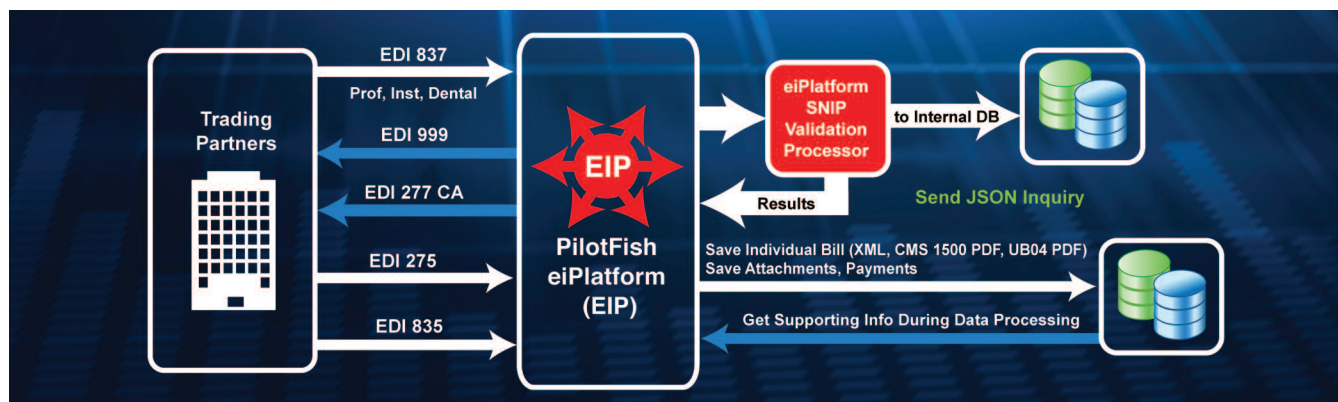 Trading
Partners
EDI 837
Prof, Inst, Dental
EDI 999
EDI 277 CA
EDI 275
EDI 835
EIP
PilotFish
eiPlatform
(EIP)
eiPlatform
SNIP
Validation
Processor
to Internal DB
Results
Send JSON Inquiry
Save Individual Bill (XML, CMS 1500 PDF, UB04 PDF)
Save Attachments, Payments
Get Supporting Info During Data Processing